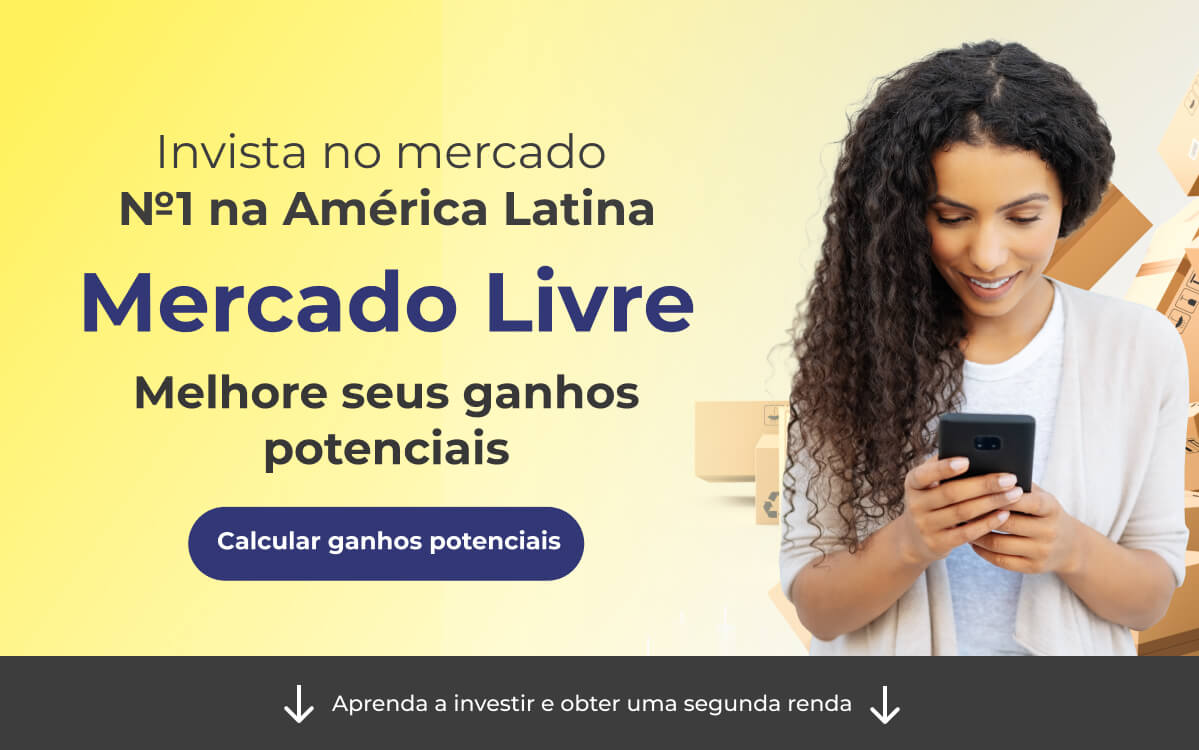 Invista no mercado
Nº1 na América Latina
Mercado Livre
Melhore seus ganhos
potenciais
Calcular ganhos potenciais
Aprenda a investir e obter uma segunda renda